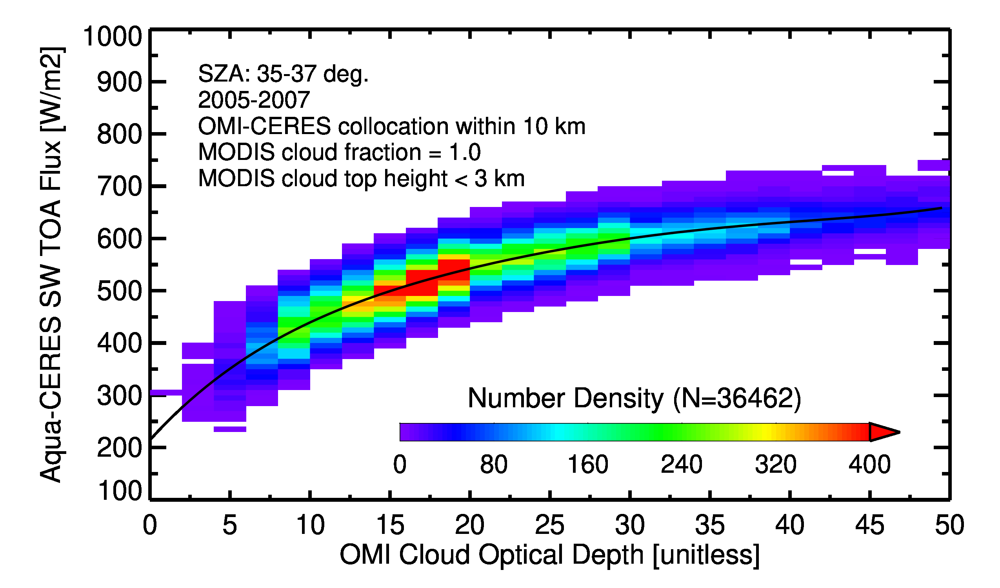 1000
900
800
700
600
500
400
300
200
100
Aqua-CERES SW TOA Flux [W/m2]
SZA: 35-37 deg.
2005-2007
OMI-CERES collocation within 10 km
MODIS cloud fraction = 1.0
MODIS cloud top height < 3 km
Number Density (N=36462)
0 80 160 240 320 400
0 5 10 15 20 25 30 35 40 45 50
OMI Cloud Optical Depth [unitless]